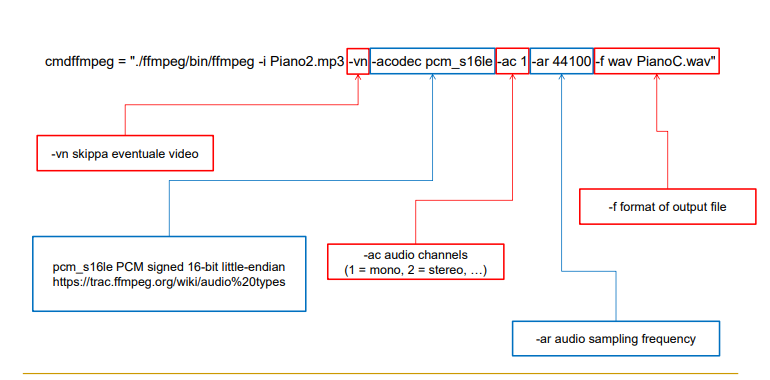 cmdffmpeg = "./ffmpeg/bin/ffmpeg -i Piano2.mp3 -vn -acodec pcm_s16le -ac 1 -ar 44100 -f wav PianoC.wav"
-vn skippa eventuale video
-f format of output file
pcm_s16le PCM signed 16-bit little-endian
https://trac.ffmpeg.org/wiki/audio%20types
-ac audio channels
(1 = mono, 2 = stereo, …)
-ar audio sampling frequency